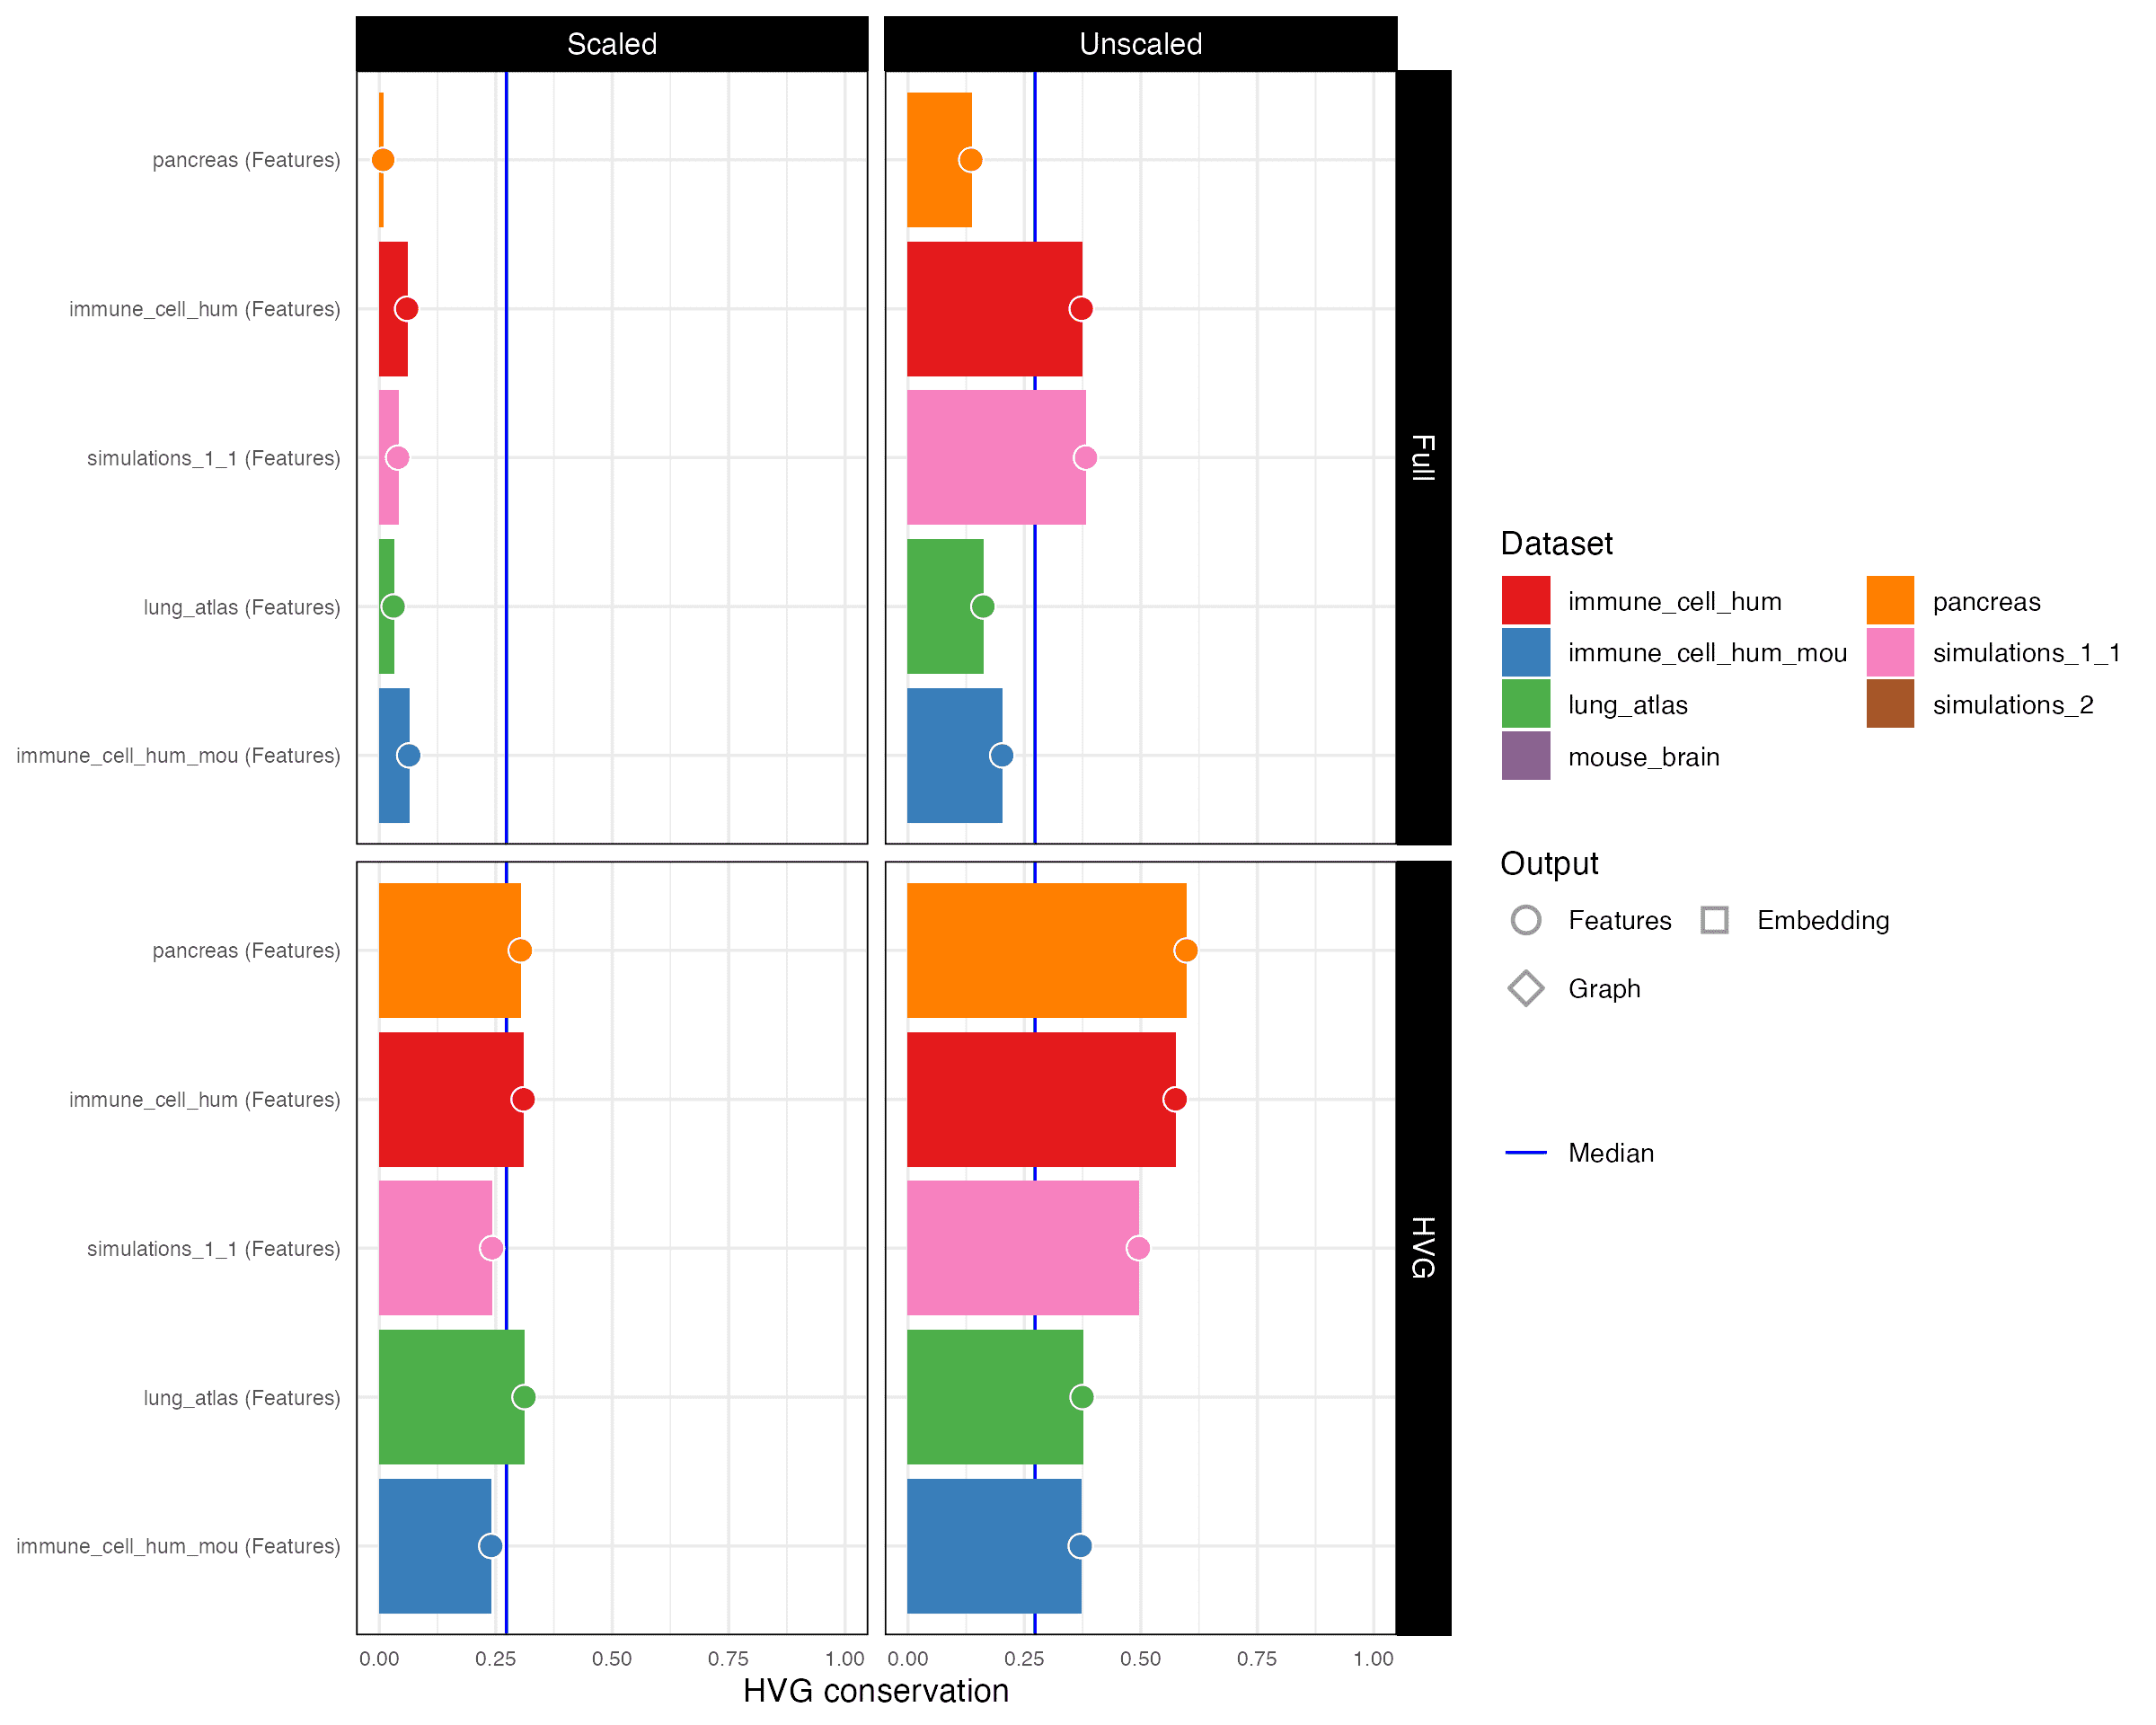 Scaled
Unscaled
Full
pancreas (Features)
immune_cell_hum (Features)
simulations_1_1 (Features)
lung_atlas (Features)
immune_cell_hum_mou (Features)
HVG
pancreas (Features)
immune_cell_hum (Features)
simulations_1_1 (Features)
lung_atlas (Features)
immune_cell_hum_mou (Features)
0.00 0.25 0.50 0.75 1.00 0.00 0.25 0.50 0.75 1.00
HVG conservation
Dataset
immune_cell_hum pancreas
immune_cell_hum_mou simulations_1_1
lung_atlas simulations_2
mouse_brain
Output
Features Embedding
Graph
Median